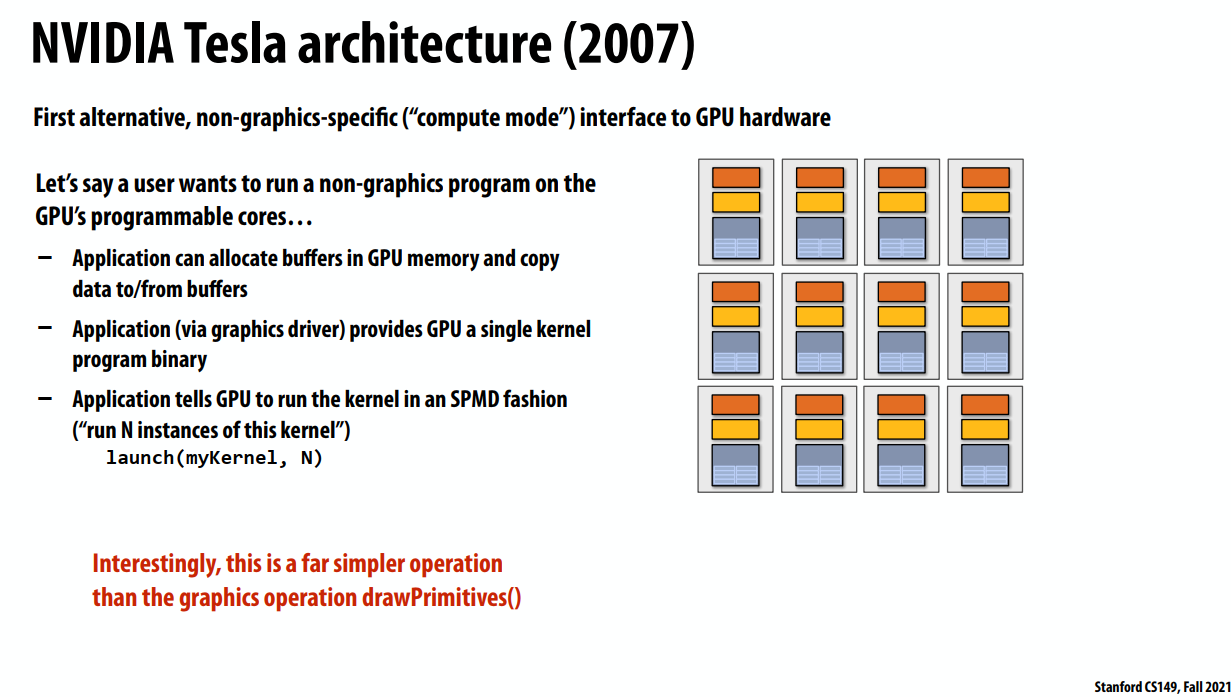 NVIDIA Tesla architecture (2007)
First alternative, non-graphics-specific (“compute mode”) interface to GPU hardware
Let’s say a user wants to run a non-graphics program on the
GPU’s programmable cores…
– Application can allocate buffers in GPU memory and copy
data to/from buffers
– Application (via graphics driver) provides GPU a single kernel
program binary
– Application tells GPU to run the kernel in an SPMD fashion
(“run N instances of this kernel”)
launch(myKernel, N)
Interestingly, this is a far simpler operation
than the graphics operation drawPrimitives()
Stanford CS149, Fall 2021